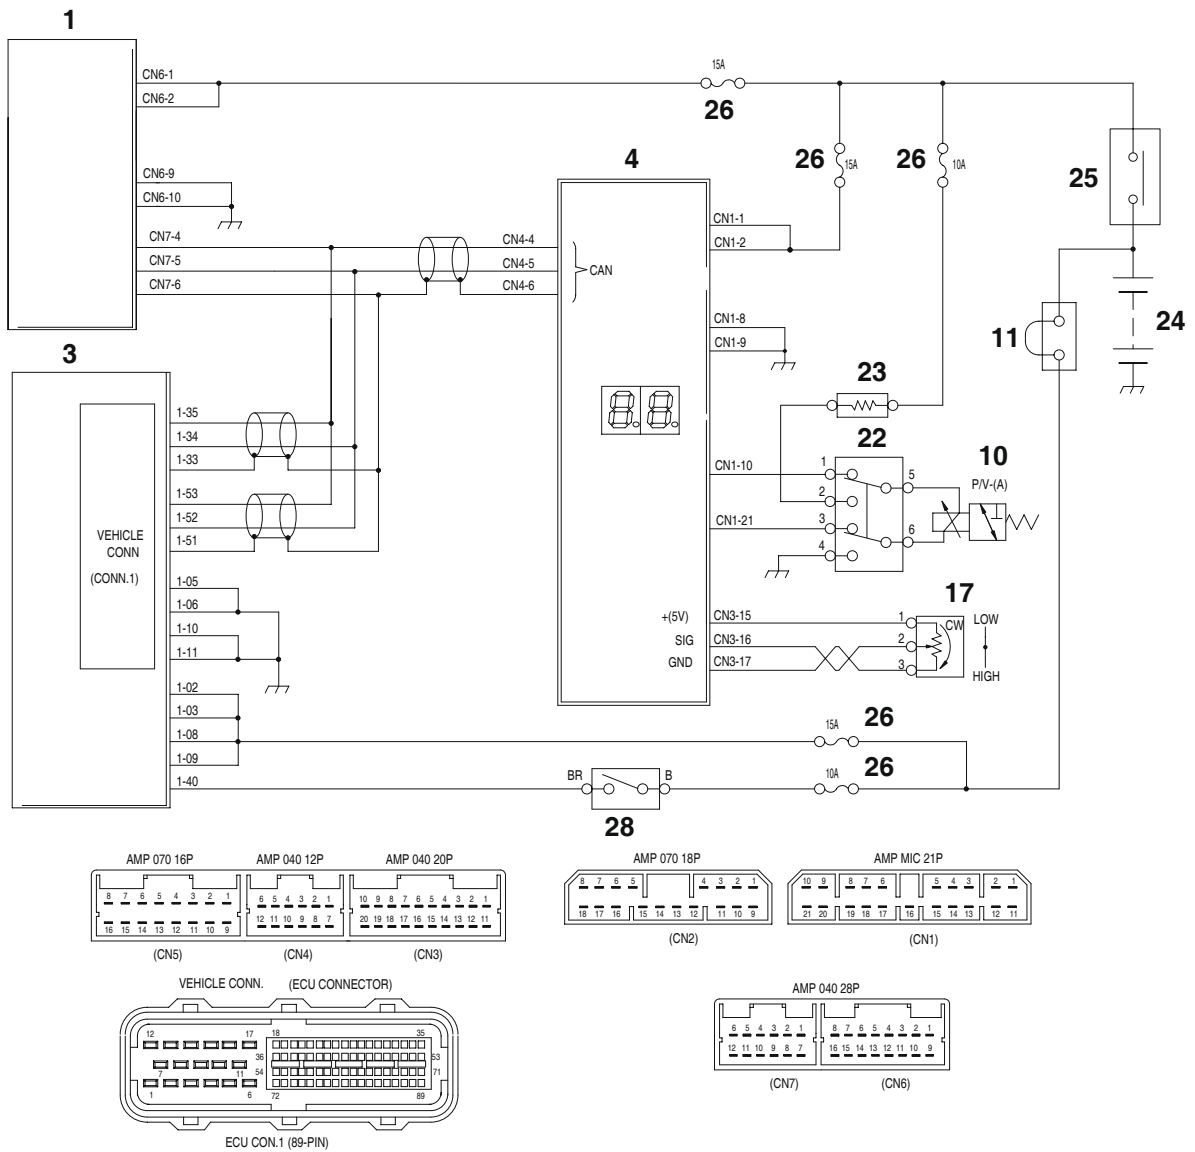 1
CN6-1
CN6-2
CN6-9
CN6-10
CN7-4
CN7-5
CN7-6
15A
26
26
15A
26
10A
25
24
11
4
CN4-4
CN4-5
CN4-6
CAN
CN1-1
CN1-2
CN1-8
CN1-9
CN1-10
CN1-21
88
+(5V)
SIG
GND
CN3-15
CN3-16
CN3-17
23
22
1
2
3
4
5
6
10
P/V-(A)
17
1
2
3
CW
LOW
HIGH
3
VEHICLE
CONN
(CONN.1)
1-35
1-34
1-33
1-53
1-52
1-51
1-05
1-06
1-10
1-11
1-02
1-03
1-08
1-09
1-40
15A
26
10A
26
BR
B
28
AMP 070 16P
AMP 040 12P
AMP 040 20P
8 7 6 5 4 3 2 1
6 5 4 3 2 1
10 9 8 7 6 5 4 3 2 1
16 15 14 13 12 11 10 9
12 11 10 9 8 7
20 19 18 17 16 15 14 13 12 11
(CN5)
(CN4)
(CN3)
AMP 070 18P
8 7 6 5 4 3 2 1
18 17 16 15 14 13 12 11 10 9
(CN2)
AMP MIC 21P
10 9 8 7 6 5 4 3 2 1
21 20 19 18 17 16 15 14 13 12 11
(CN1)
VEHICLE CONN.
(ECU CONNECTOR)
12 17 18 35
36 53
7 11 54 71
1 6 72 89
ECU CON.1 (89-PIN)
AMP 040 28P
6 5 4 3 2 1
8 7 6 5 4 3 2 1
12 11 10 9 8 7
16 15 14 13 12 11 10 9
(CN7)
(CN6)